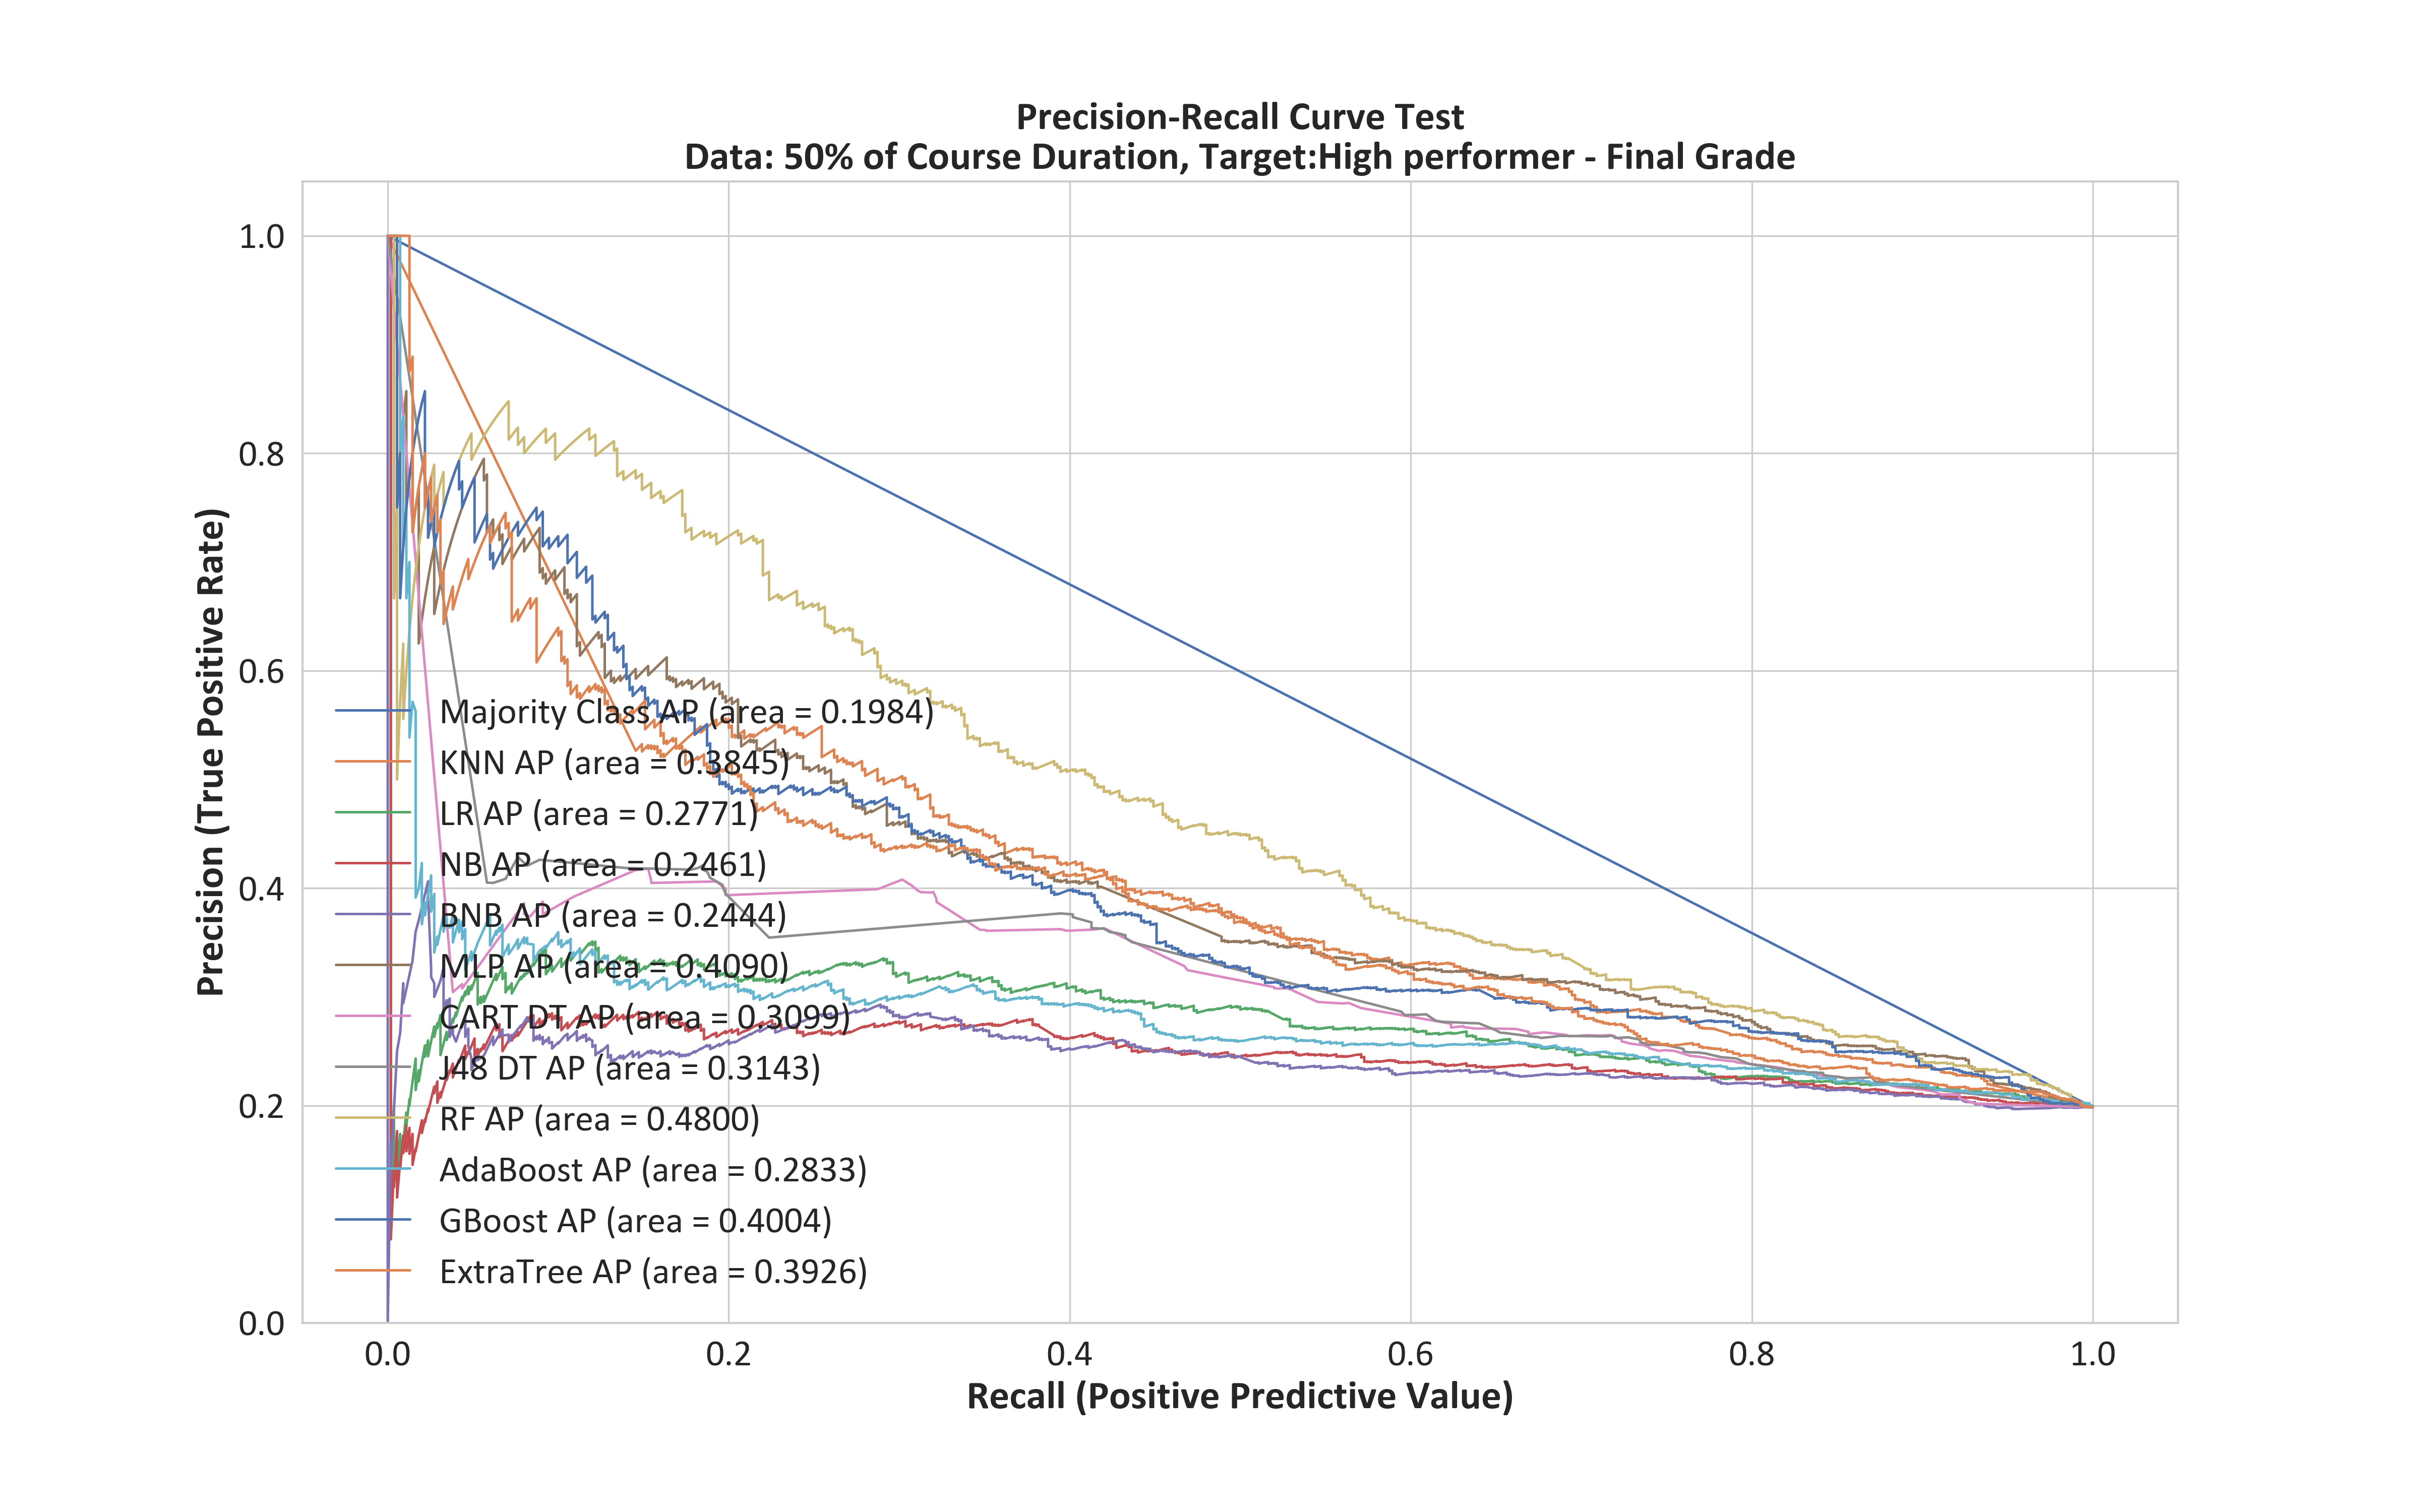 Precision-Recall Curve Test
Data: 50% of Course Duration, Target:High performer - Final Grade
Precision (True Positive Rate)
1.0
0.8
0.6
0.4
0.2
0.0
Majority Class AP (area = 0.1984)
KNN AP (area = 0.3845)
LR AP (area = 0.2771)
NB AP (area = 0.2461)
BNB AP (area = 0.2444)
MLP AP (area = 0.4090)
CART DT AP (area = 0.3099)
J48 DT AP (area = 0.3143)
RF AP (area = 0.4800)
AdaBoost AP (area = 0.2833)
GBoost AP (area = 0.4004)
ExtraTree AP (area = 0.3926)
0.0 0.2 0.4 0.6 0.8 1.0
Recall (Positive Predictive Value)